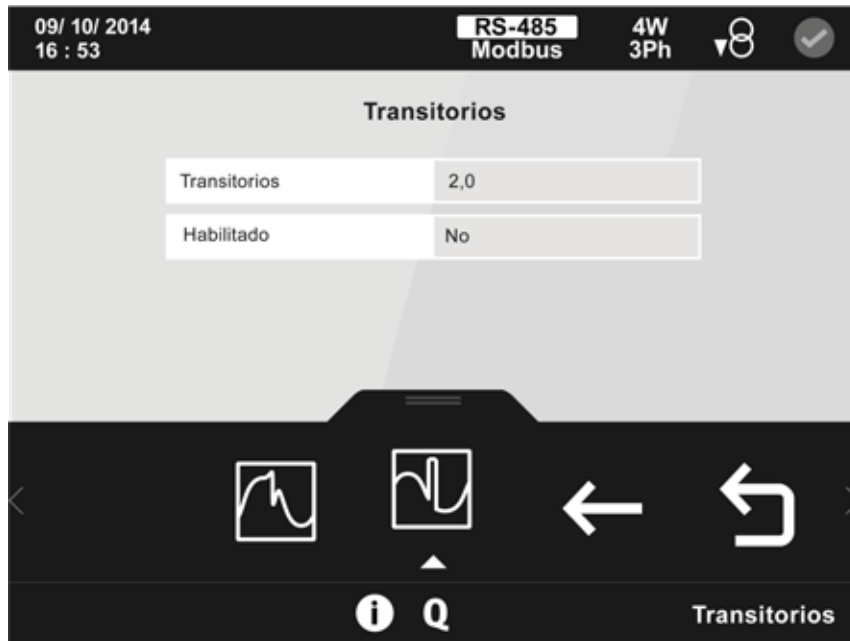 09/ 10/ 2014
16 : 53
RS-485
Modbus
4W
3Ph
Transitorios
Transitorios 2,0
Habilitado No
i Q Transitorios